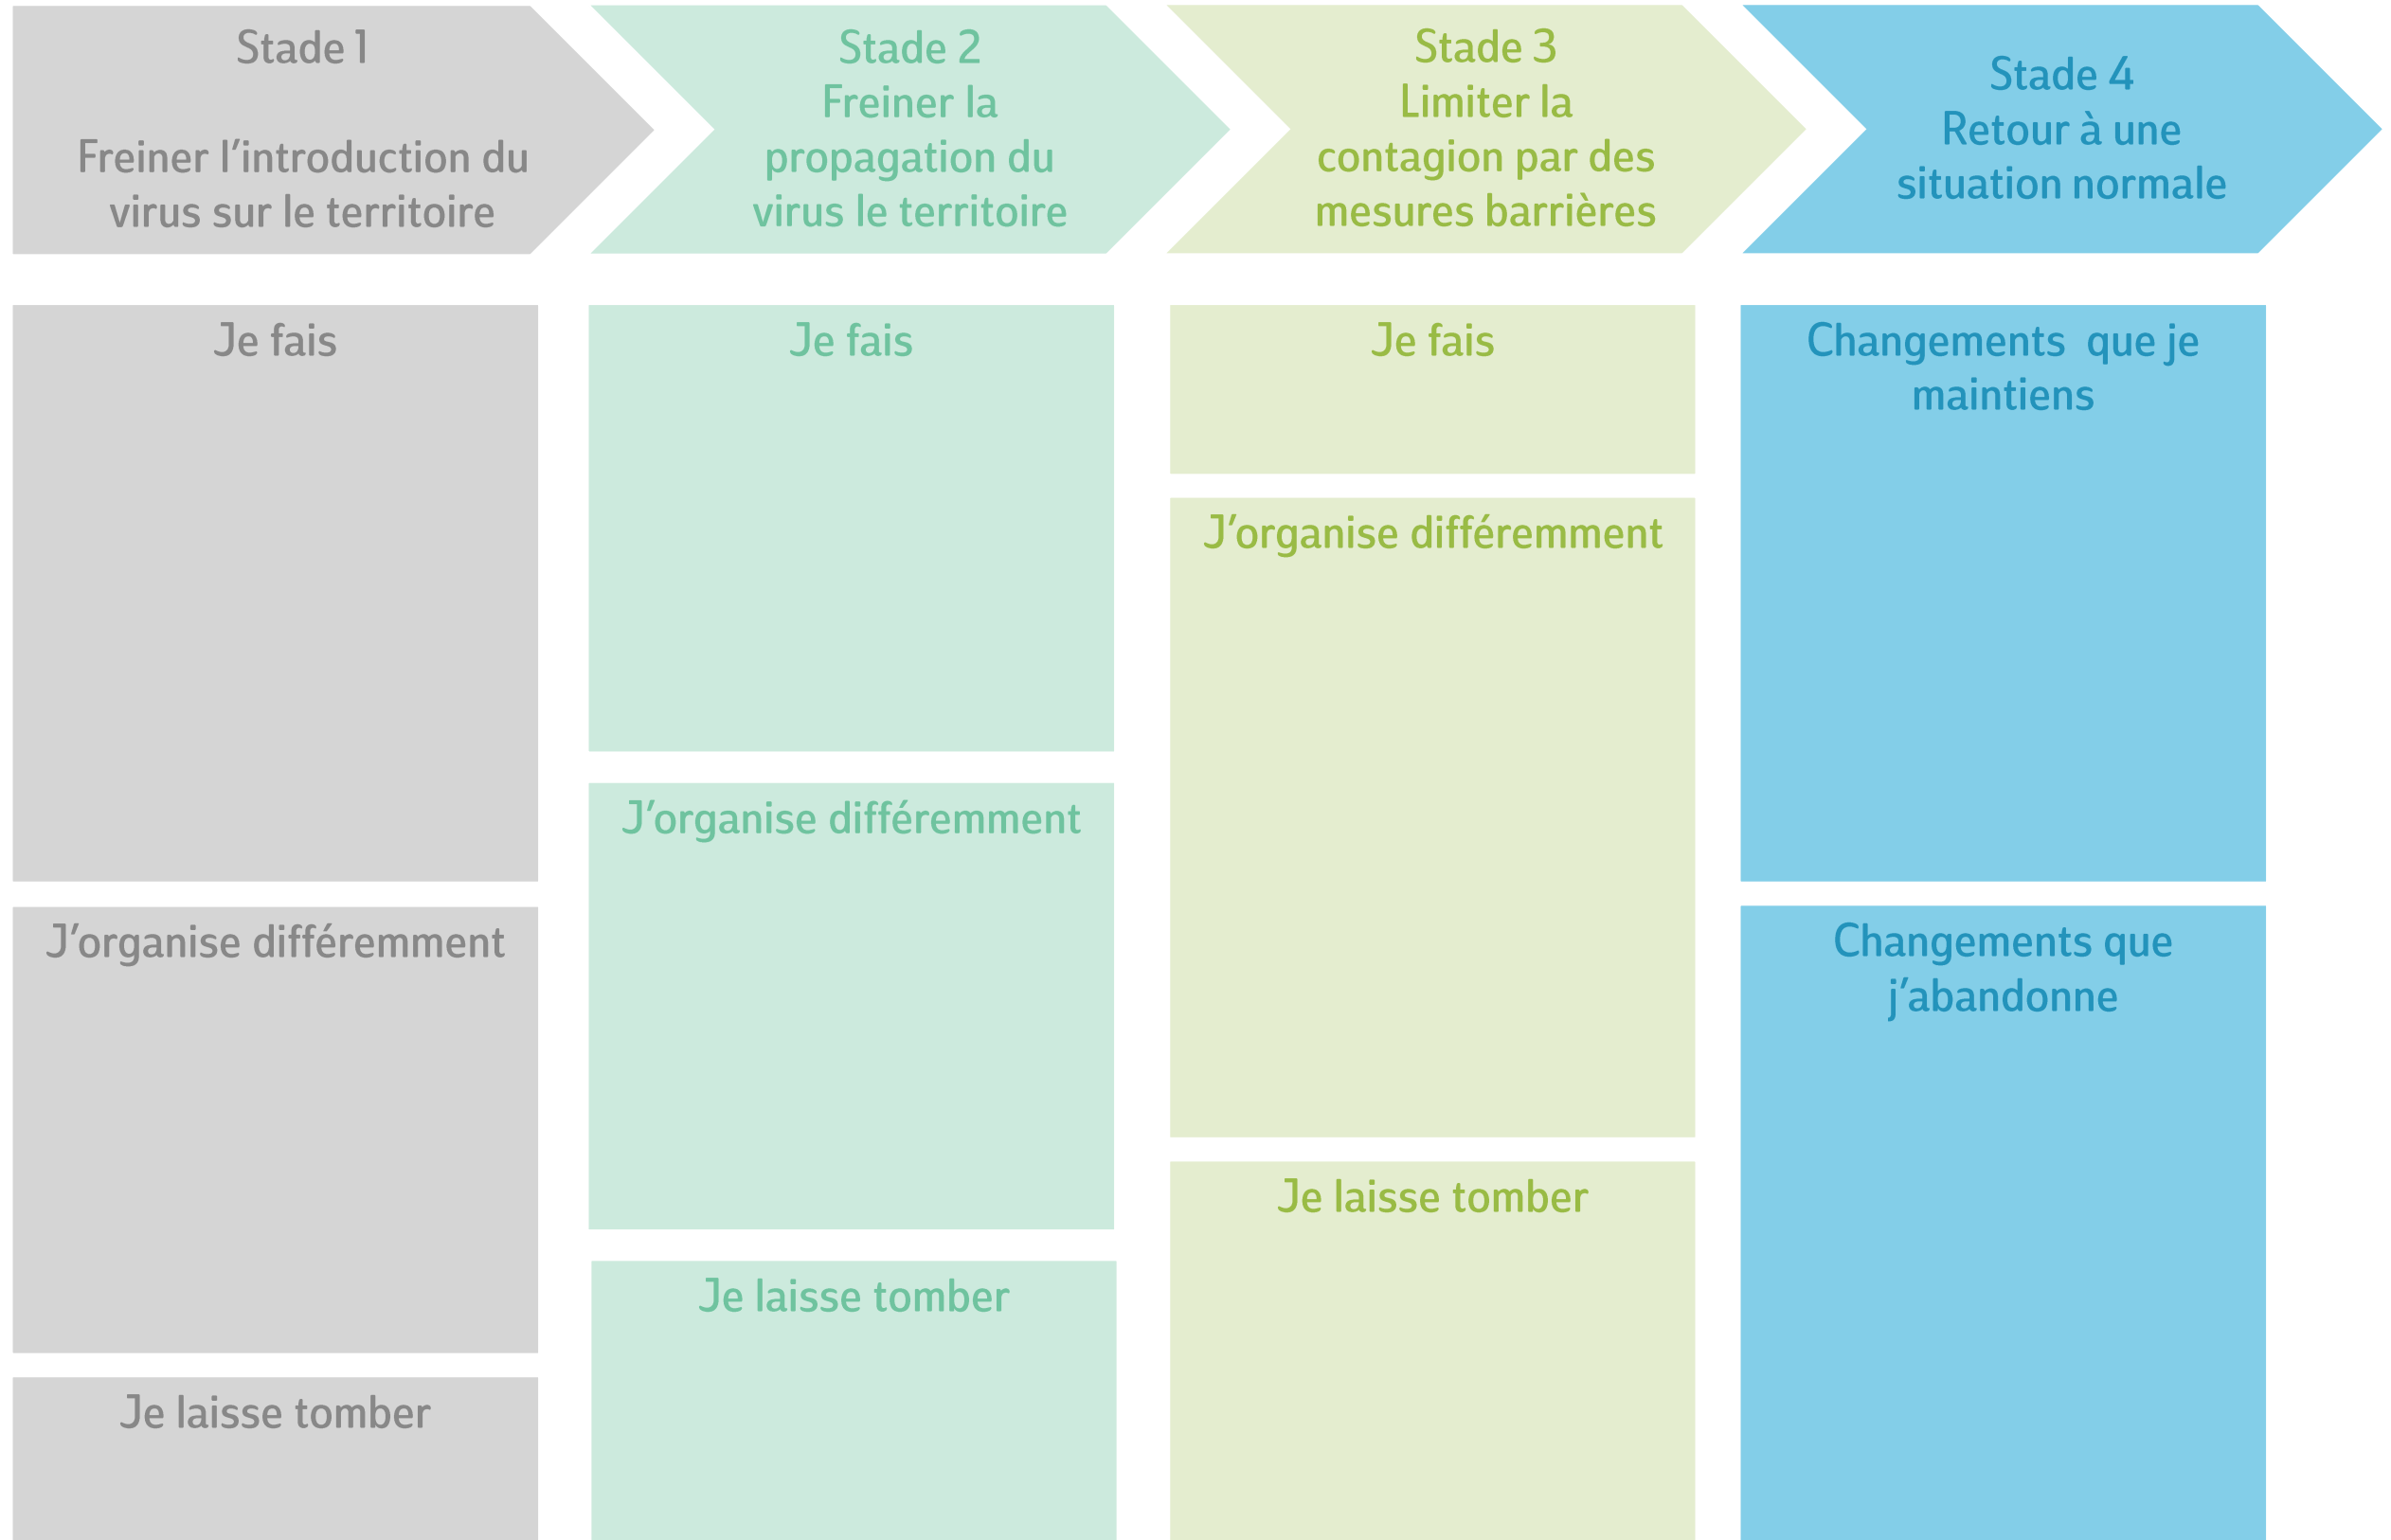 Stade 1
Freiner l'introduction du
virus sur le territoire
Stade 2
Freiner la
propagation du
virus le territoire
Stade 3
Limiter la
contagion par des
mesures barrières
Stad 4
Retour à une
situation normale
Je fais
J'organise différemment
Je laisse tomber
Je fais
J'organise différemment
Je laisse tomber
Je fais
J'organise différemment
Je laisse tomber
Changements que je
maintiens
Changements que
j'abandonne